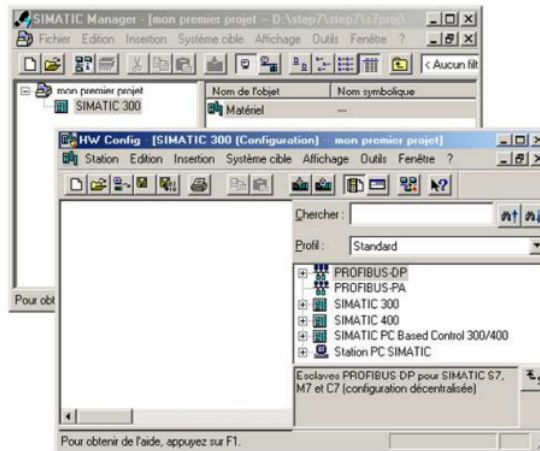 SIMATIC Manager - [mon premier projet -- D:\step7\step7\s7proj\
Fichier Edition Insertion Système cible Affichage Outils Fenêtre ?
< Aucun filt
mon premier projet
SIMATIC 300
Nom de l'objet Nom symbolique
Matériel ---
HW Config - [SIMATIC 300 (Configuration) -- mon premier projet]
Station Edition Insertion Système cible Affichage Outils Fenêtre ?
Chercher :
Profil : Standard
PROFIBUS-DP
PROFIBUS-PA
SIMATIC 300
SIMATIC 400
SIMATIC PC Based Control 300/400
Station PC SIMATIC
Esclaves PROFIBUS-DP pour SIMATIC S7,
M7 et C7 (configuration décentralisée)
Pour obt
Pour obtenir de l'aide, appuyez sur F1.